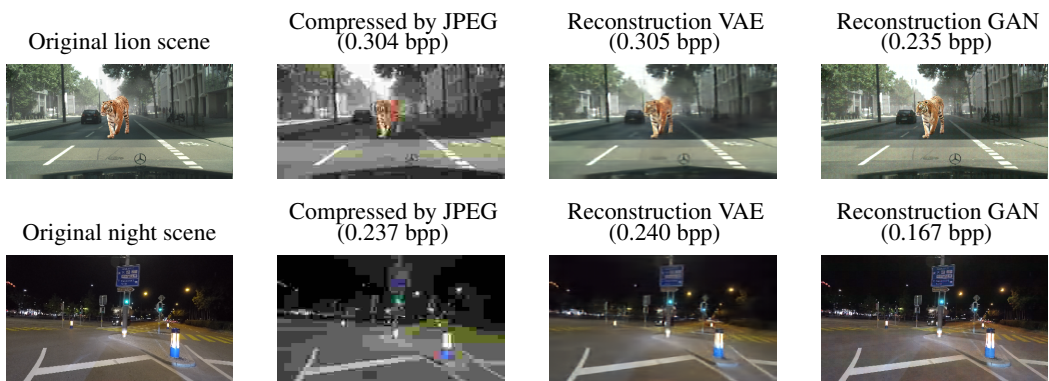 Original lion scene
Compressed by JPEG
(0.304 bpp)
Reconstruction VAE
(0.305 bpp)
Reconstruction GAN
(0.235 bpp)
Original night scene
Compressed by JPEG
(0.237 bpp)
Reconstruction VAE
(0.240 bpp)
Reconstruction GAN
(0.167 bpp)